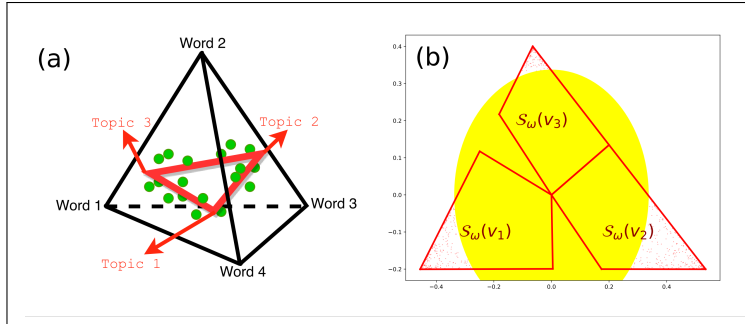 (a)
Word 2
Topic 3
Topic 2
Word 1
Word 3
Topic 1
Word 4
(b)
0.4
0.3
0.2
0.1
0.0
−0.1
−0.2
−0.4
−0.2
0.0
0.2
0.4
Sω(v3)
Sω(v1)
Sω(v2)